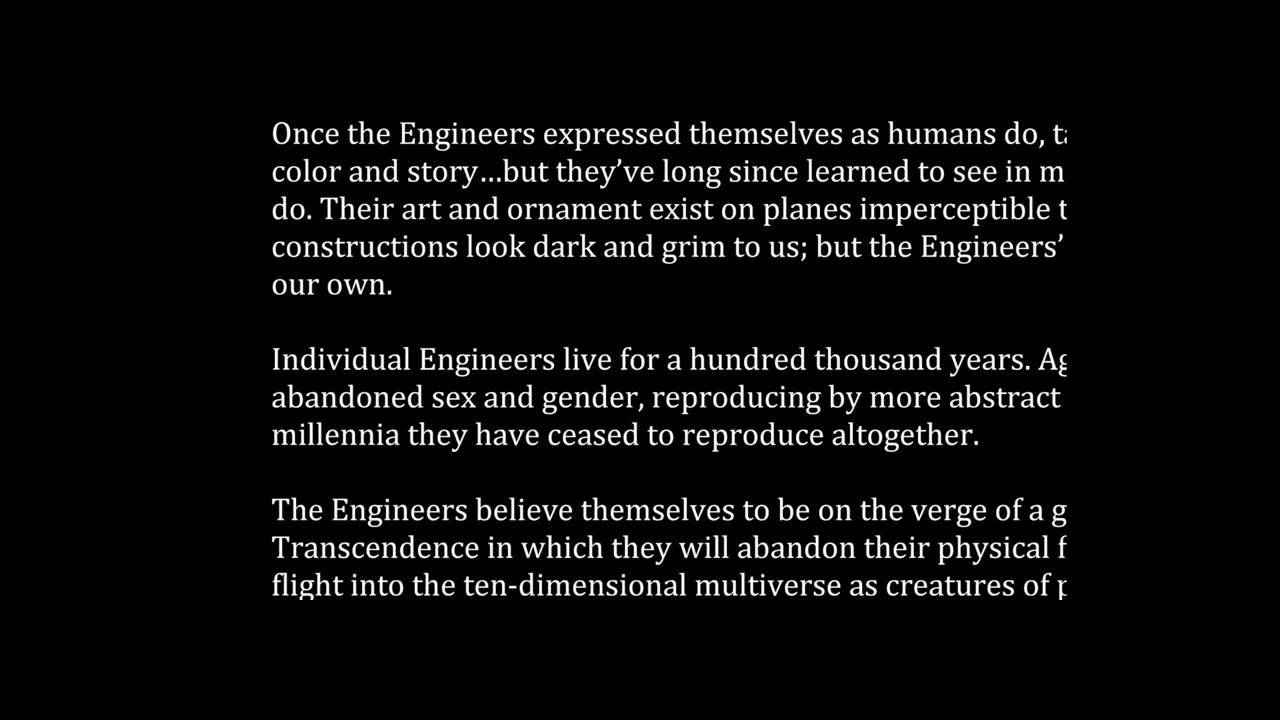 Once the Engineers expressed themselves as humans do,
color and story…but they’ve long since learned to see in
do. Their art and ornament exist on planes imperceptible
constructions look dark and grim to us; but the Engineers’
our own.
Individual Engineers live for a hundred thousand years.
abandoned sex and gender, reproducing by more abstract
millennia they have ceased to reproduce altogether.
The Engineers believe themselves to be on the verge of a
Transcendence in which they will abandon their physical
flight into the ten-dimensional multiverse as creatures of